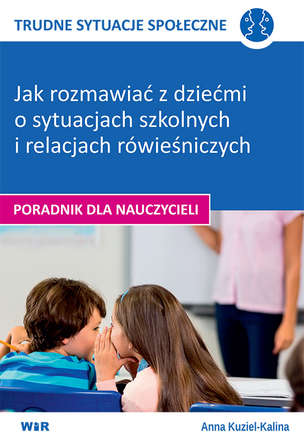 TRUDNE SYTUACJE SPOŁECZNE
Jak rozmawiać z dziećmi
o sytuacjach szkolnych
i relacjach rówieśniczych
PORADNIK DLA NAUCZYCIELI
WiR
Anna Kuziel-Kalina